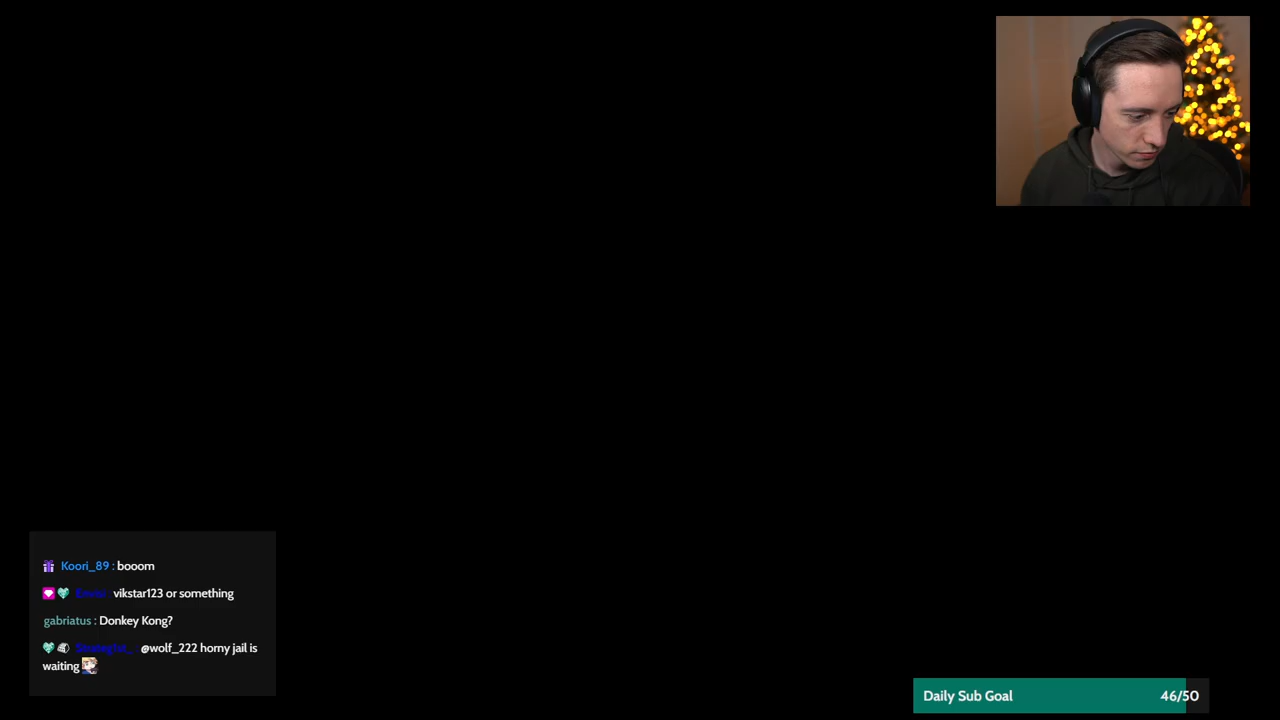 Koori_89 : booom
vikstar123 or something
gabriatus : Donkey Kong?
@wolf_222 horny jail is
waiting
Daily Sub Goal 46/50